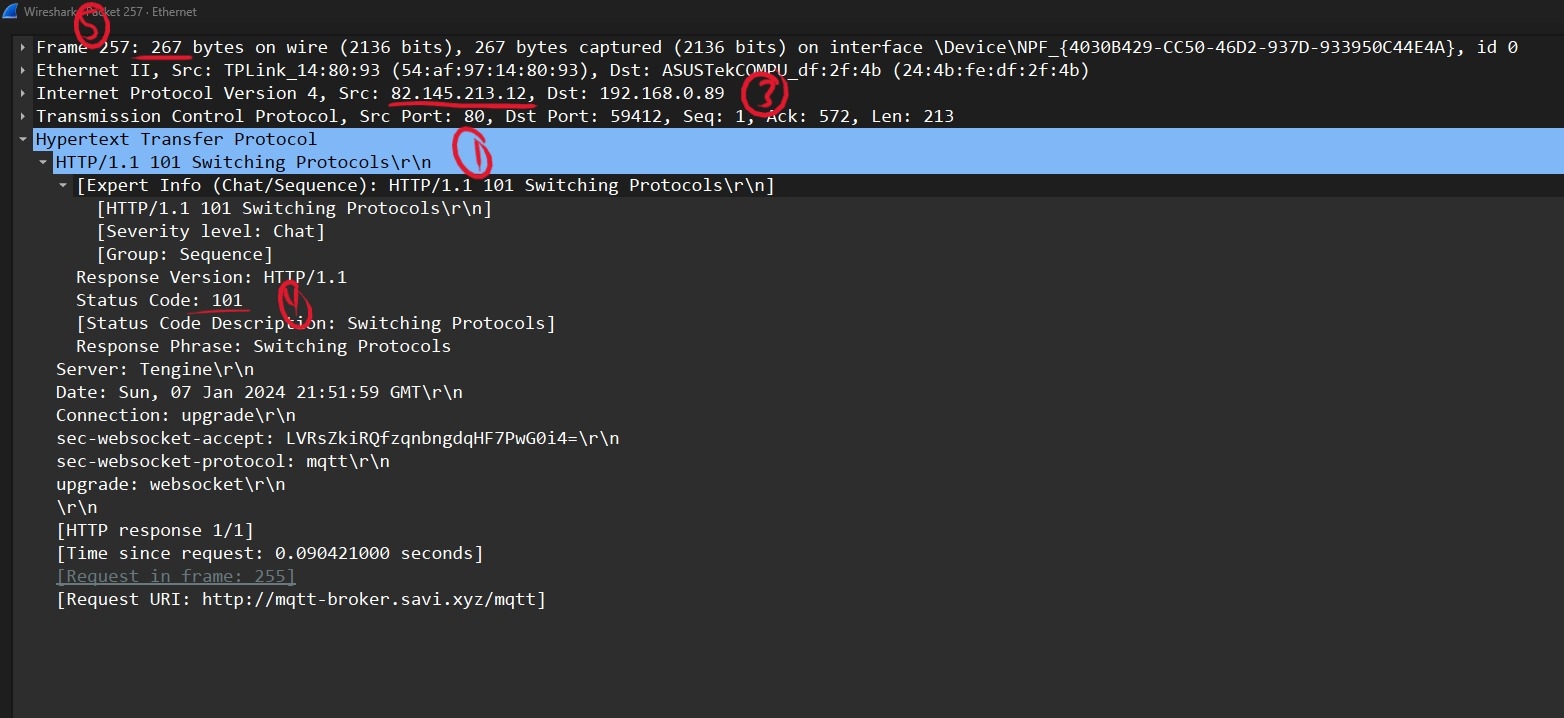 Wireshark · Packet 257 · Ethernet
5
Frame 257: 267 bytes on wire (2136 bits), 267 bytes captured (2136 bits) on interface \Device\NPF_{4030B429-CC50-46D2-937D-933950C44E4A}, id 0
Ethernet II, Src: TPLink_14:80:93 (54:af:97:14:80:93), Dst: ASUSTekCOMPU_df:2f:4b (24:4b:fe:df:2f:4b)
Internet Protocol Version 4, Src: 82.145.213.12, Dst: 192.168.0.89 3
Transmission Control Protocol, Src Port: 80, Dst Port: 59412, Seq: 1, Ack: 572, Len: 213
Hypertext Transfer Protocol 1
HTTP/1.1 101 Switching Protocols\r\n
[Expert Info (Chat/Sequence): HTTP/1.1 101 Switching Protocols\r\n]
[HTTP/1.1 101 Switching Protocols\r\n]
[Severity level: Chat]
[Group: Sequence]
Response Version: HTTP/1.1
Status Code: 101 4
[Status Code Description: Switching Protocols]
Response Phrase: Switching Protocols
Server: Tengine\r\n
Date: Sun, 07 Jan 2024 21:51:59 GMT\r\n
Connection: upgrade\r\n
sec-websocket-accept: LVRsZkiRQfzqnbngdqHF7PwG0i4=\r\n
sec-websocket-protocol: mqtt\r\n
upgrade: websocket\r\n
\r\n
[HTTP response 1/1]
[Time since request: 0.090421000 seconds]
[Request in frame: 255]
[Request URI: http://mqtt-broker.savi.xyz/mqtt]